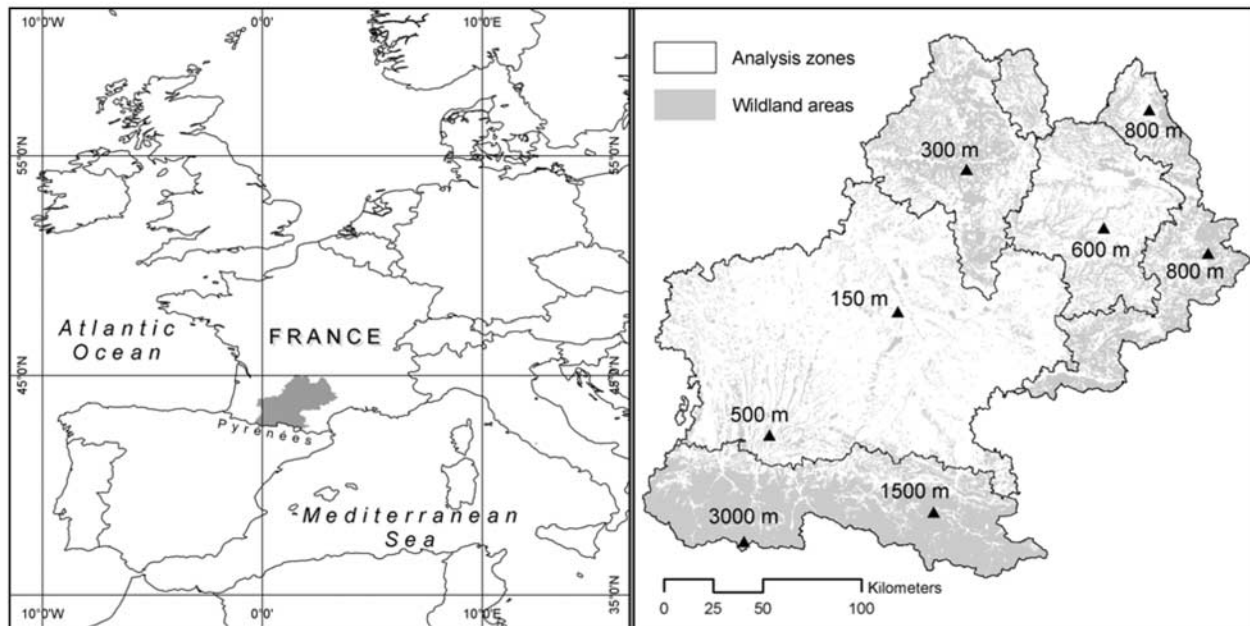 10°0'W
0°0'
10°0'E
55°0'N
55°0'N
Atlantic
Ocean
FRANCE
45°0'N
45°0'N
Pyrénées
Mediterranean
Sea
35°0'N
10°0'W
0°0'
10°0'E
Analysis zones
Wildland areas
800 m
300 m
600 m
800 m
150 m
500 m
1500 m
3000 m
Kilometers
0 25 50 100